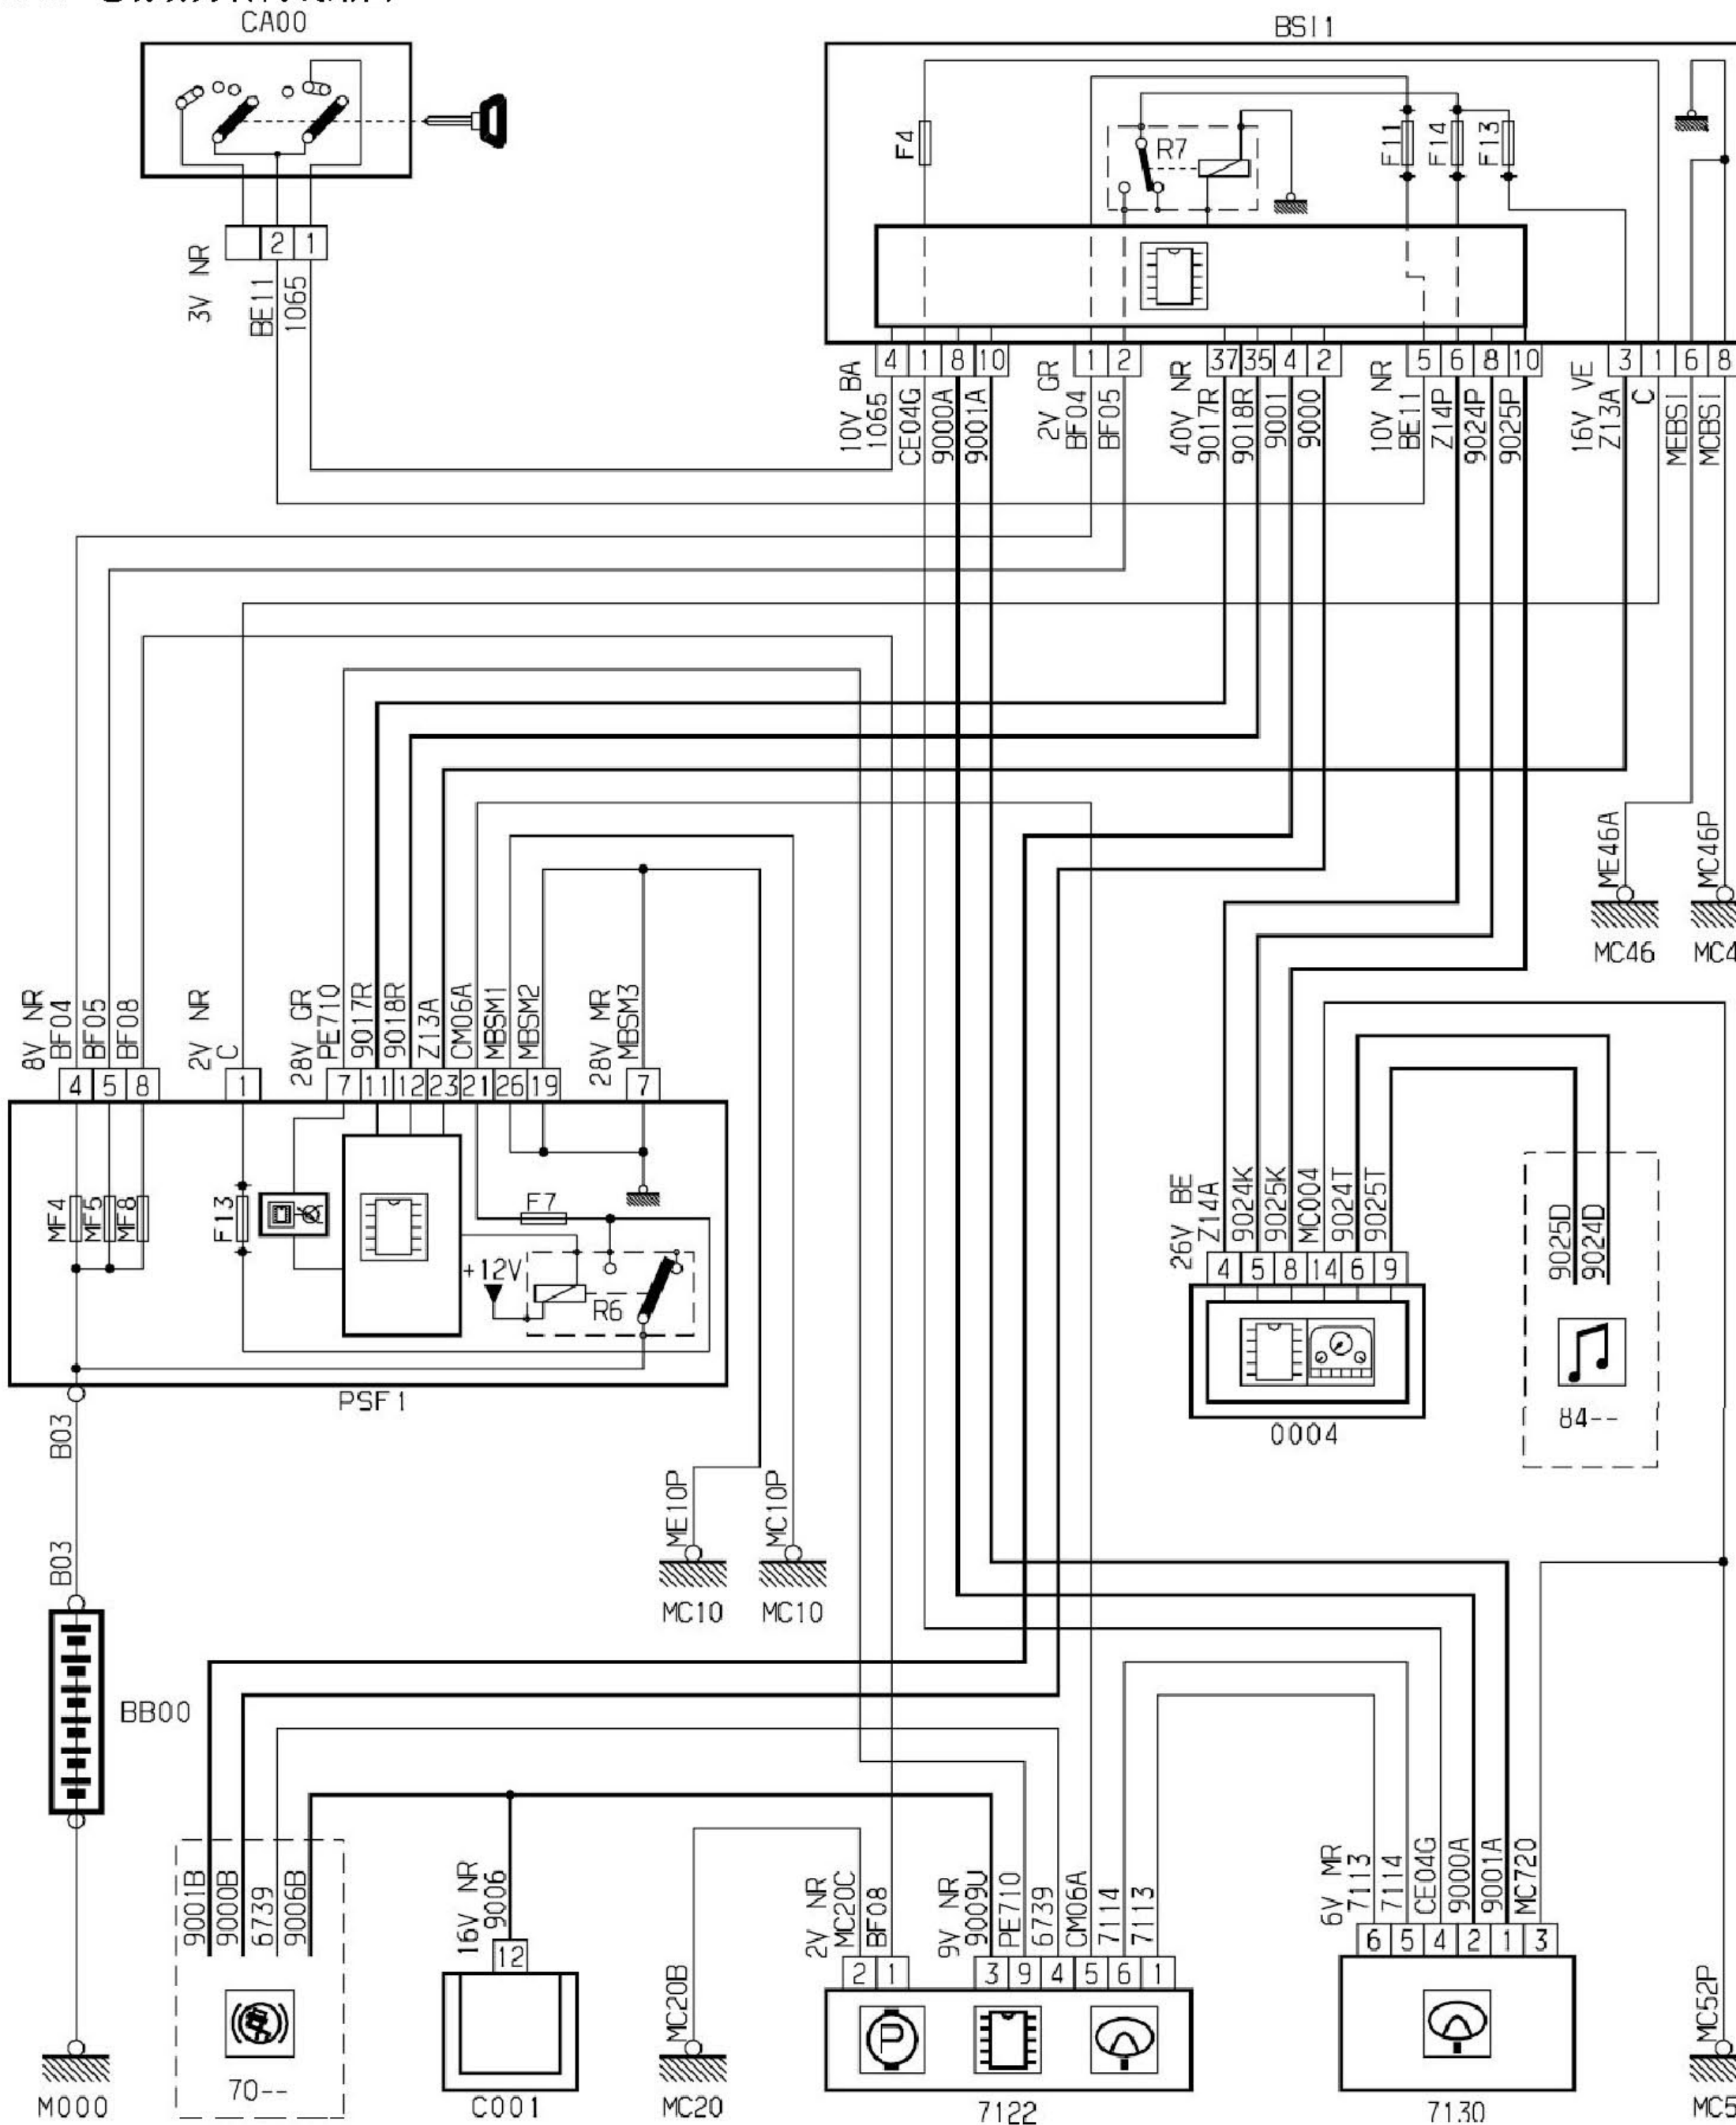 CA00
BSI1
F4
R7
F11
F14
F13
2 1
3V NR
BE11
1065
4 1 8 10
1 2
37 35 4 2
5 6 8 10
3 1 6 8
10V BA
1065
CE04G
9000A
9001A
2V GR
BF04
BF05
40V NR
9017R
9018R
9001
9000
10V NR
BE11
Z14P
9024P
9025P
16V VE
Z13A
C
MEBSI
MCBSI
ME46A
MC46P
MC46
8V NR
BF04
BF05
BF08
2V NR
C
28V GR
PE710
9017R
9018R
Z13A
CM06A
MBSM1
MBSM2
28V MR
MBSM3
4 5 8
1
7 11 12 23 21 26 19
7
MF4
MF5
MF8
F13
F7
+12V
R6
PSF1
26V BE
Z14A
9024K
9025K
MC004
9024T
9025T
4 5 8 14 6 9
0004
9025D
9024D
84--
B03
B03
ME10P
MC10P
MC10
MC10
BB00
M000
9001B
9000B
6739
9006B
70--
16V NR
9006
12
C001
MC20B
MC20
2V NR
MC20C
BF08
9V NR
9009U
PE710
6739
CM06A
7114
7113
2 1
3 9 4 5 6 1
P
7122
6V MR
7113
7114
CE04G
9000A
9001A
MC720
6 5 4 2 1 3
7130
MC52P